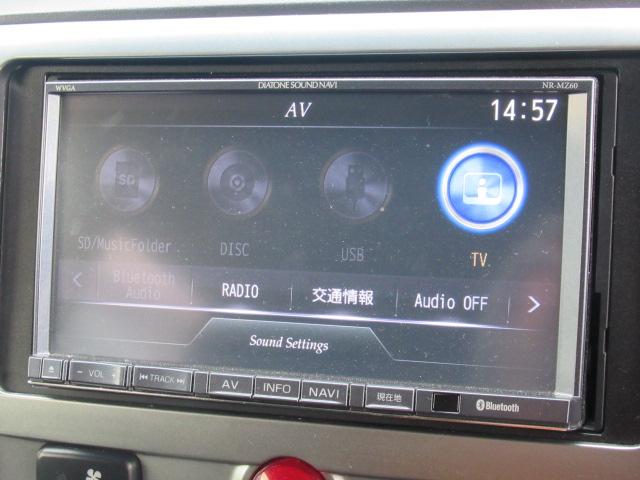 WVGA DIATONE SOUND NAVI NR-MZ60
AV 14:57
SD
SD/MusicFolder DISC USB TV
Bluetooth Audio RADIO 交通情報 Audio OFF
Sound Settings
VOL TRACK AV INFO NAVI 現在地 Bluetooth